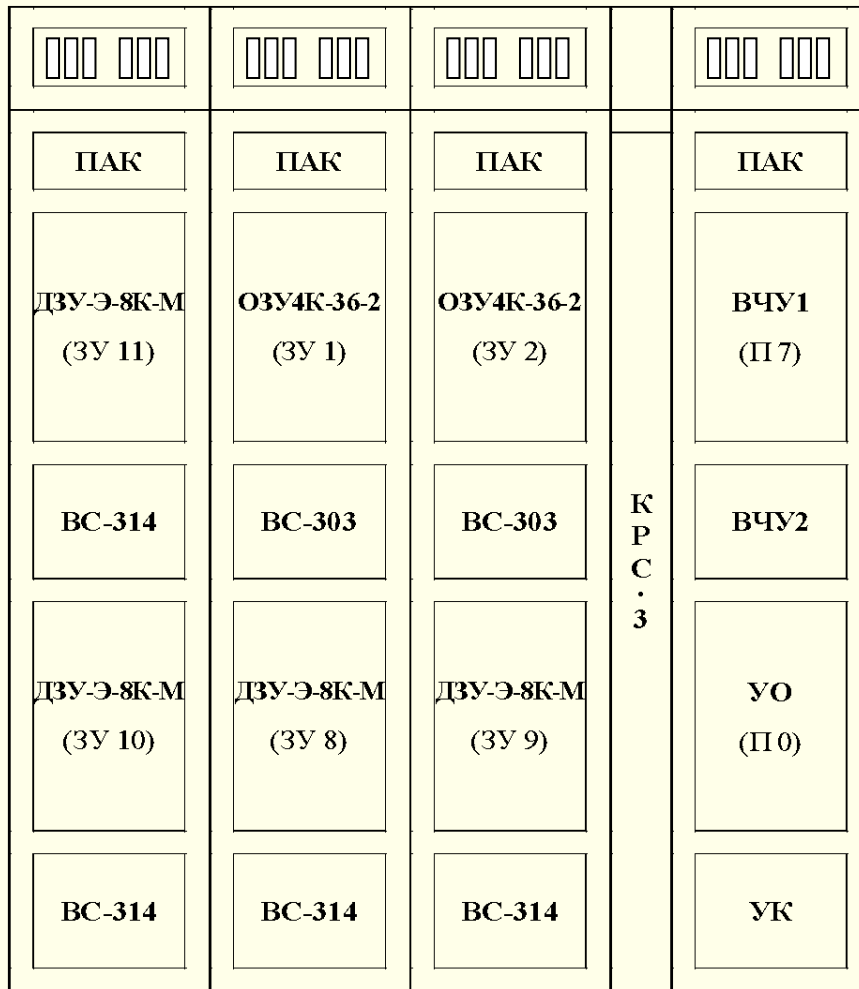 ПАК
ПАК
ПАК
ПАК
ДЗУ-Э-8К-М
(ЗУ 11)
ОЗУ4К-36-2
(ЗУ 1)
ОЗУ4К-36-2
(ЗУ 2)
ВЧУ1
(П 7)
ВС-314
ВС-303
ВС-303
К
Р
С
·
3
ВЧУ2
ДЗУ-Э-8К-М
(ЗУ 10)
ДЗУ-Э-8К-М
(ЗУ 8)
ДЗУ-Э-8К-М
(ЗУ 9)
УО
(П 0)
ВС-314
ВС-314
ВС-314
УК